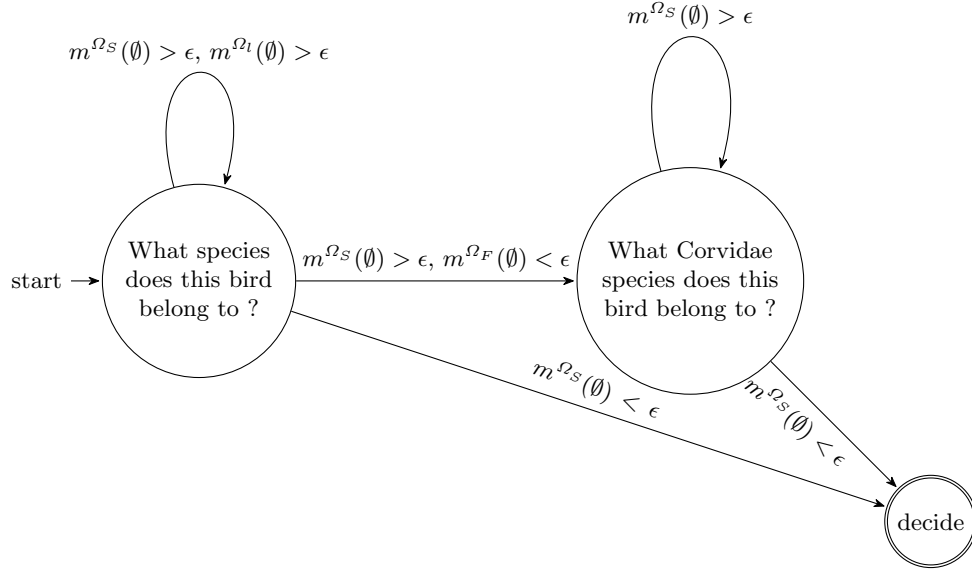 m^{Ω_S}(∅) > ϵ
m^{Ω_S}(∅) > ϵ, m^{Ω_l}(∅) > ϵ
start
What species
does this bird
belong to ?
m^{Ω_S}(∅) > ϵ, m^{Ω_F}(∅) < ϵ
What Corvidae
species does this
bird belong to ?
m^{Ω_S}(∅) < ϵ
m^{Ω_S}(∅) < ϵ
decide